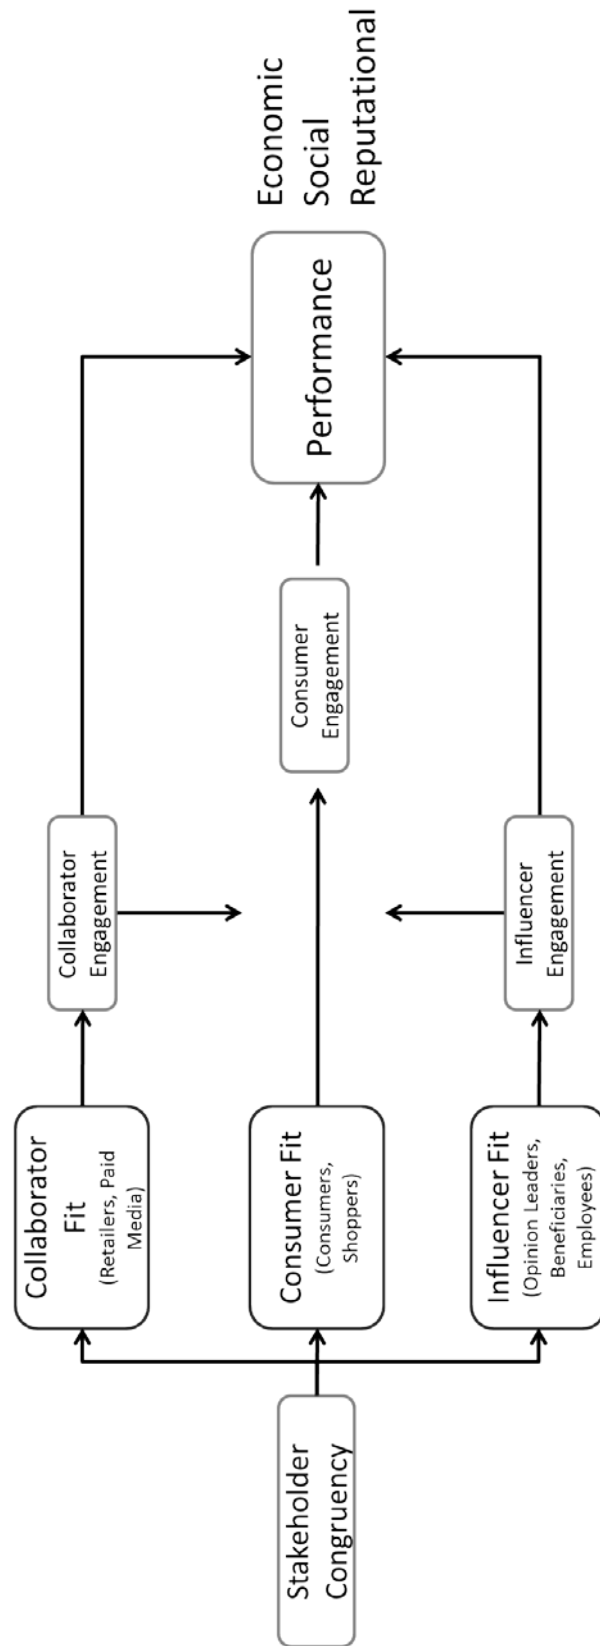 Stakeholder
Congruency
Collaborator
Fit
(Retailers, Paid
Media)
Consumer Fit
(Consumers,
Shoppers)
Influencer Fit
(Opinion Leaders,
Beneficiaries,
Employees)
Collaborator
Engagement
Influencer
Engagement
Consumer
Engagement
Performance
Economic
Social
Reputational